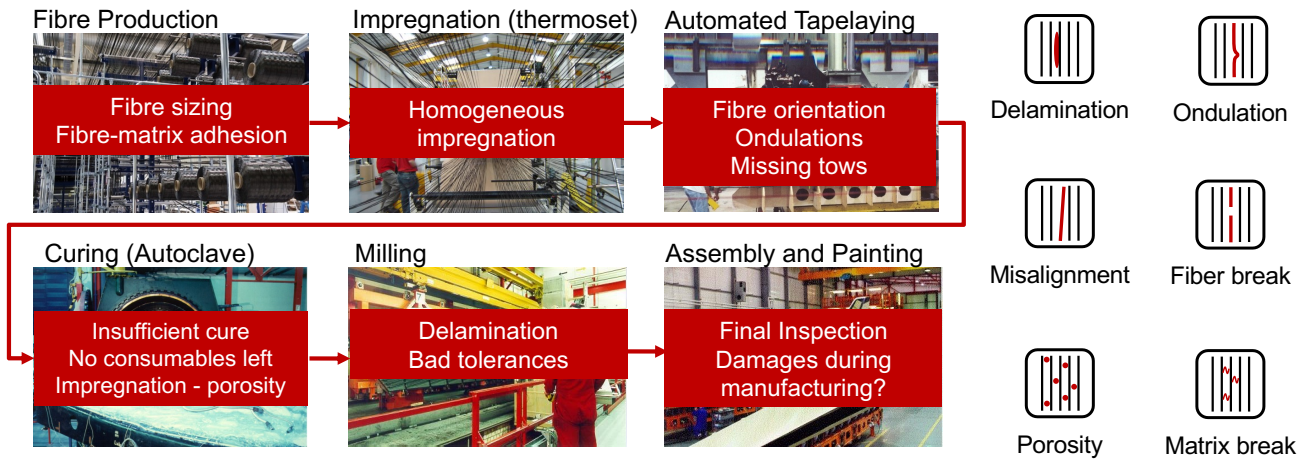 Fibre Production
Fibre sizing
Fibre-matrix adhesion
Impregnation (thermoset)
Homogeneous
impregnation
Automated Tapelaying
Fibre orientation
Ondulations
Missing tows
Curing (Autoclave)
Insufficient cure
No consumables left
Impregnation - porosity
Milling
Delamination
Bad tolerances
Assembly and Painting
Final Inspection
Damages during
manufacturing?
Delamination
Ondulation
Misalignment
Fiber break
Porosity
Matrix break